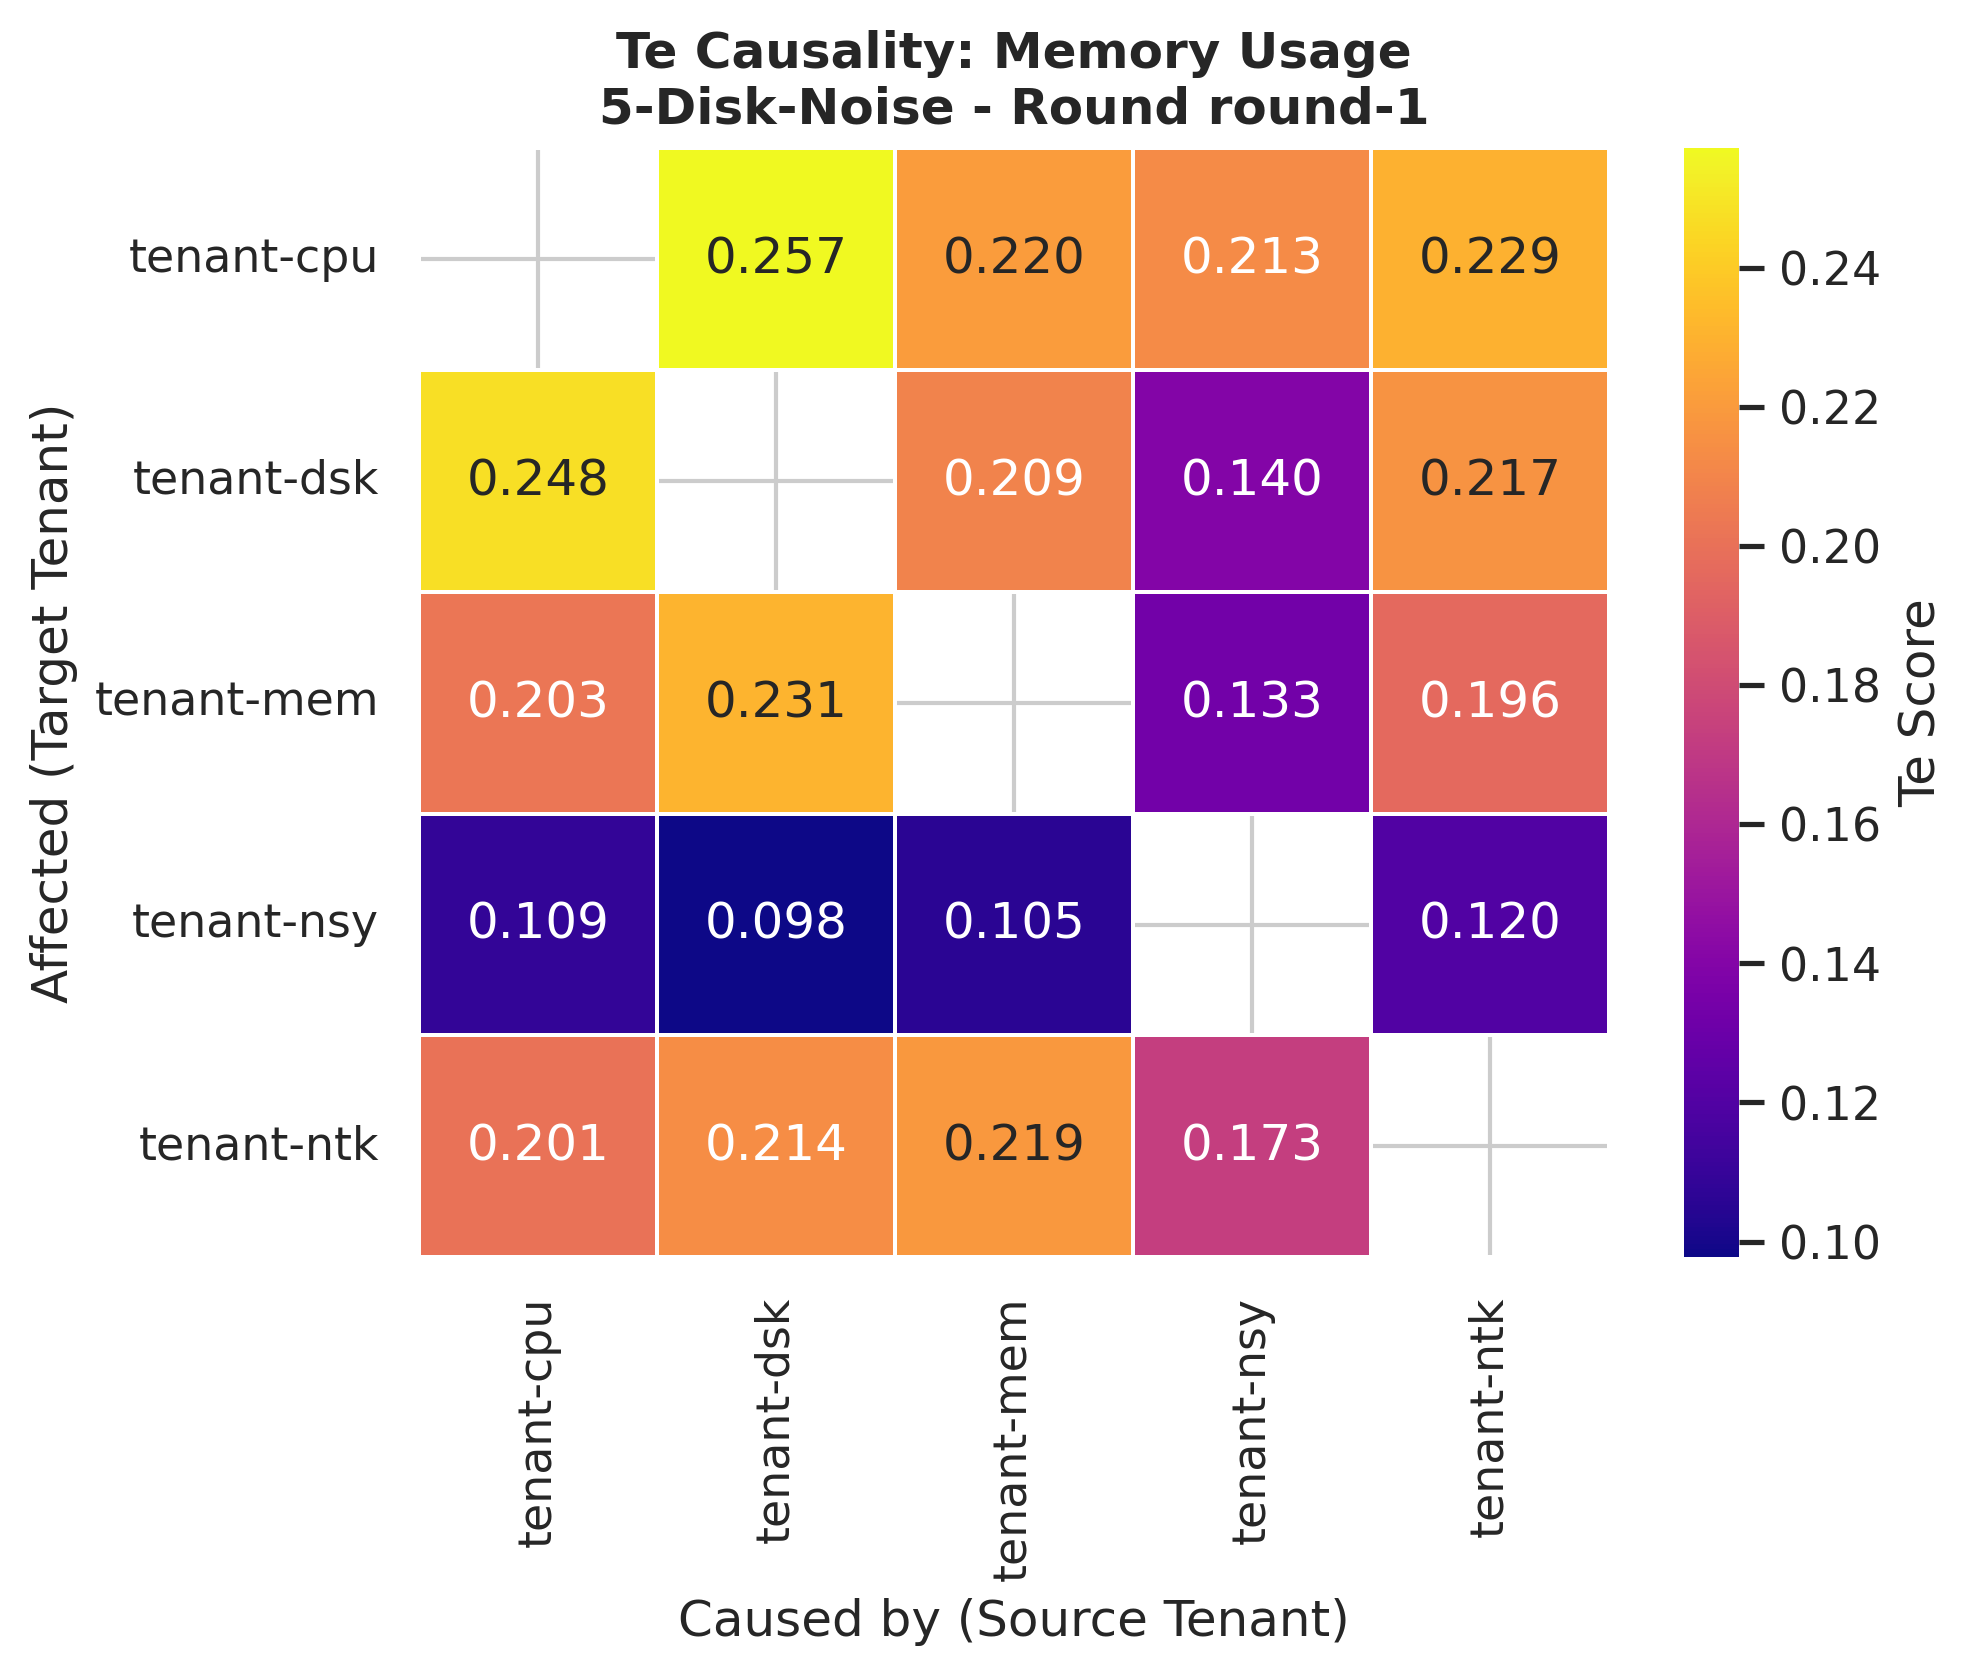 Te Causality: Memory Usage
5-Disk-Noise - Round round-1
Affected (Target Tenant)
tenant-cpu 0.257 0.220 0.213 0.229
tenant-dsk 0.248 0.209 0.140 0.217
tenant-mem 0.203 0.231 0.133 0.196
tenant-nsy 0.109 0.098 0.105 0.120
tenant-ntk 0.201 0.214 0.219 0.173
tenant-cpu tenant-dsk tenant-mem tenant-nsy tenant-ntk
Caused by (Source Tenant)
0.24
0.22
0.20
0.18
0.16
0.14
0.12
0.10
Te Score